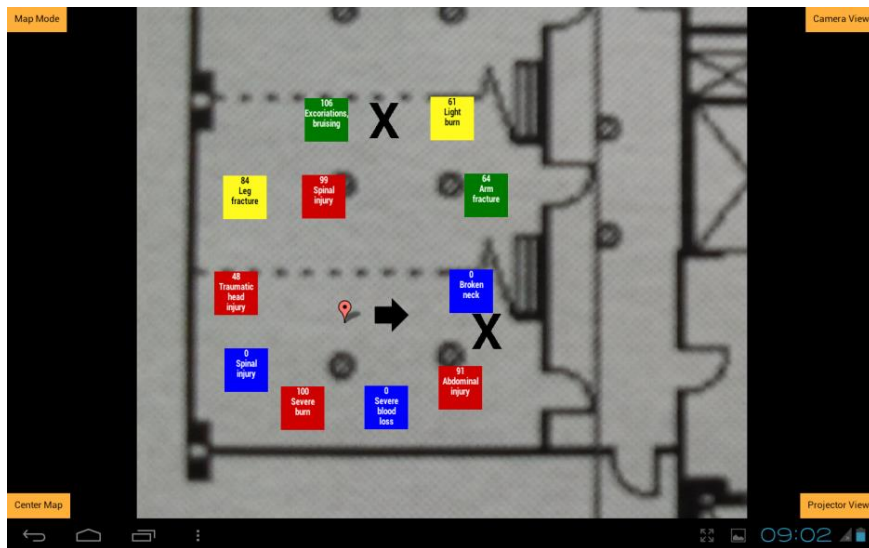 Map Mode
Camera View
106
Excoriations,
bruising
X
61
Light
burn
84
Leg
fracture
99
Spinal
injury
64
Arm
fracture
48
Traumatic
head
injury
0
Broken
neck
X
0
Spinal
injury
91
Abdominal
injury
100
Severe
burn
0
Severe
blood
loss
Center Map
Projector View
09:02